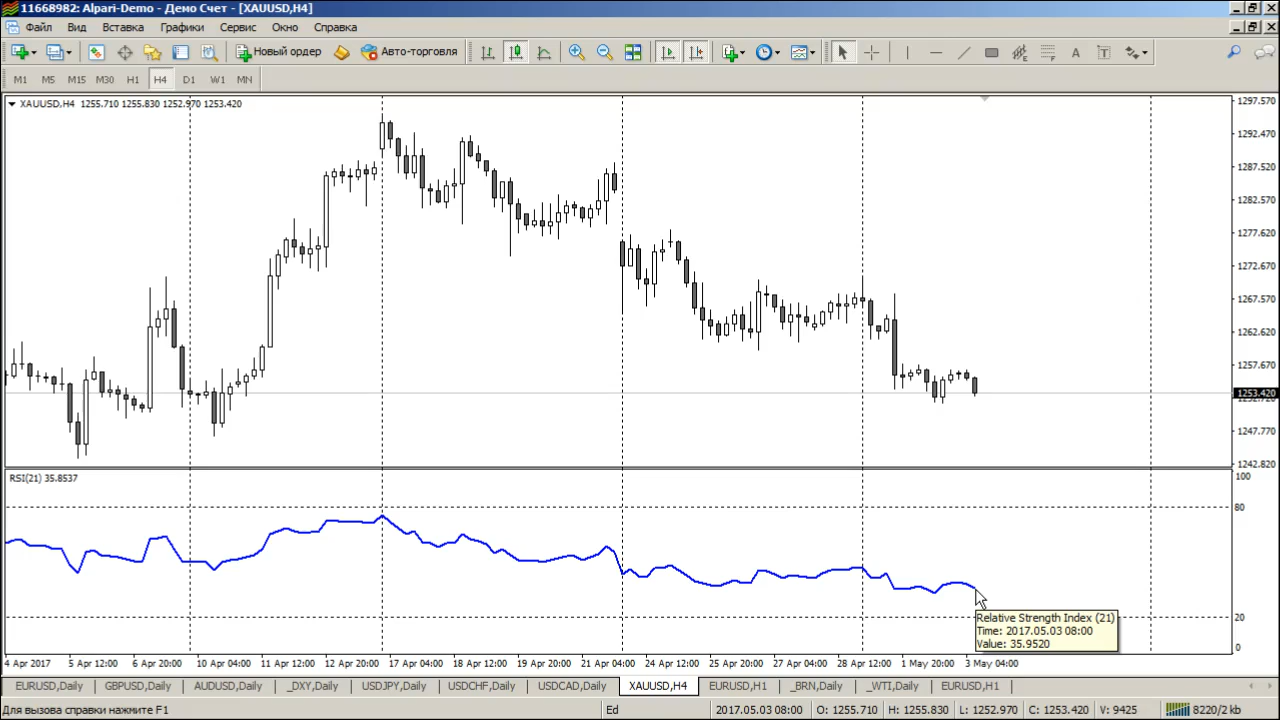 11668982: Alpari-Demo - Демо Счет - [XAUUSD,H4]
Файл Вид Вставка Графики Сервис Окно Справка
Новый ордер Авто-торговля
M1 M5 M15 M30 H1 H4 D1 W1 MN
XAUUSD,H4 1255.710 1255.830 1252.970 1253.420
1297.570
1292.470
1287.520
1282.570
1277.620
1272.670
1267.570
1262.620
1257.670
1253.420
1252.720
1247.770
1242.820
RSI(21) 35.8537
100
80
20
0
Relative Strength Index (21)
Time: 2017.05.03 08:00
Value: 35.9520
4 Apr 2017 5 Apr 12:00 6 Apr 20:00 10 Apr 04:00 11 Apr 12:00 12 Apr 20:00 17 Apr 04:00 18 Apr 12:00 19 Apr 20:00 21 Apr 04:00 24 Apr 12:00 25 Apr 20:00 27 Apr 04:00 28 Apr 12:00 1 May 20:00 3 May 04:00
EURUSD,Daily GBPUSD,Daily AUDUSD,Daily _DXY,Daily USDJPY,Daily USDCHF,Daily USDCAD,Daily XAUUSD,H4 EURUSD,H1 _BRN,Daily _WTI,Daily EURUSD,H1
Для вызова справки нажмите F1 Ed 2017.05.03 08:00 O: 1255.710 H: 1255.830 L: 1252.970 C: 1253.420 V: 9425 8220/2 kb